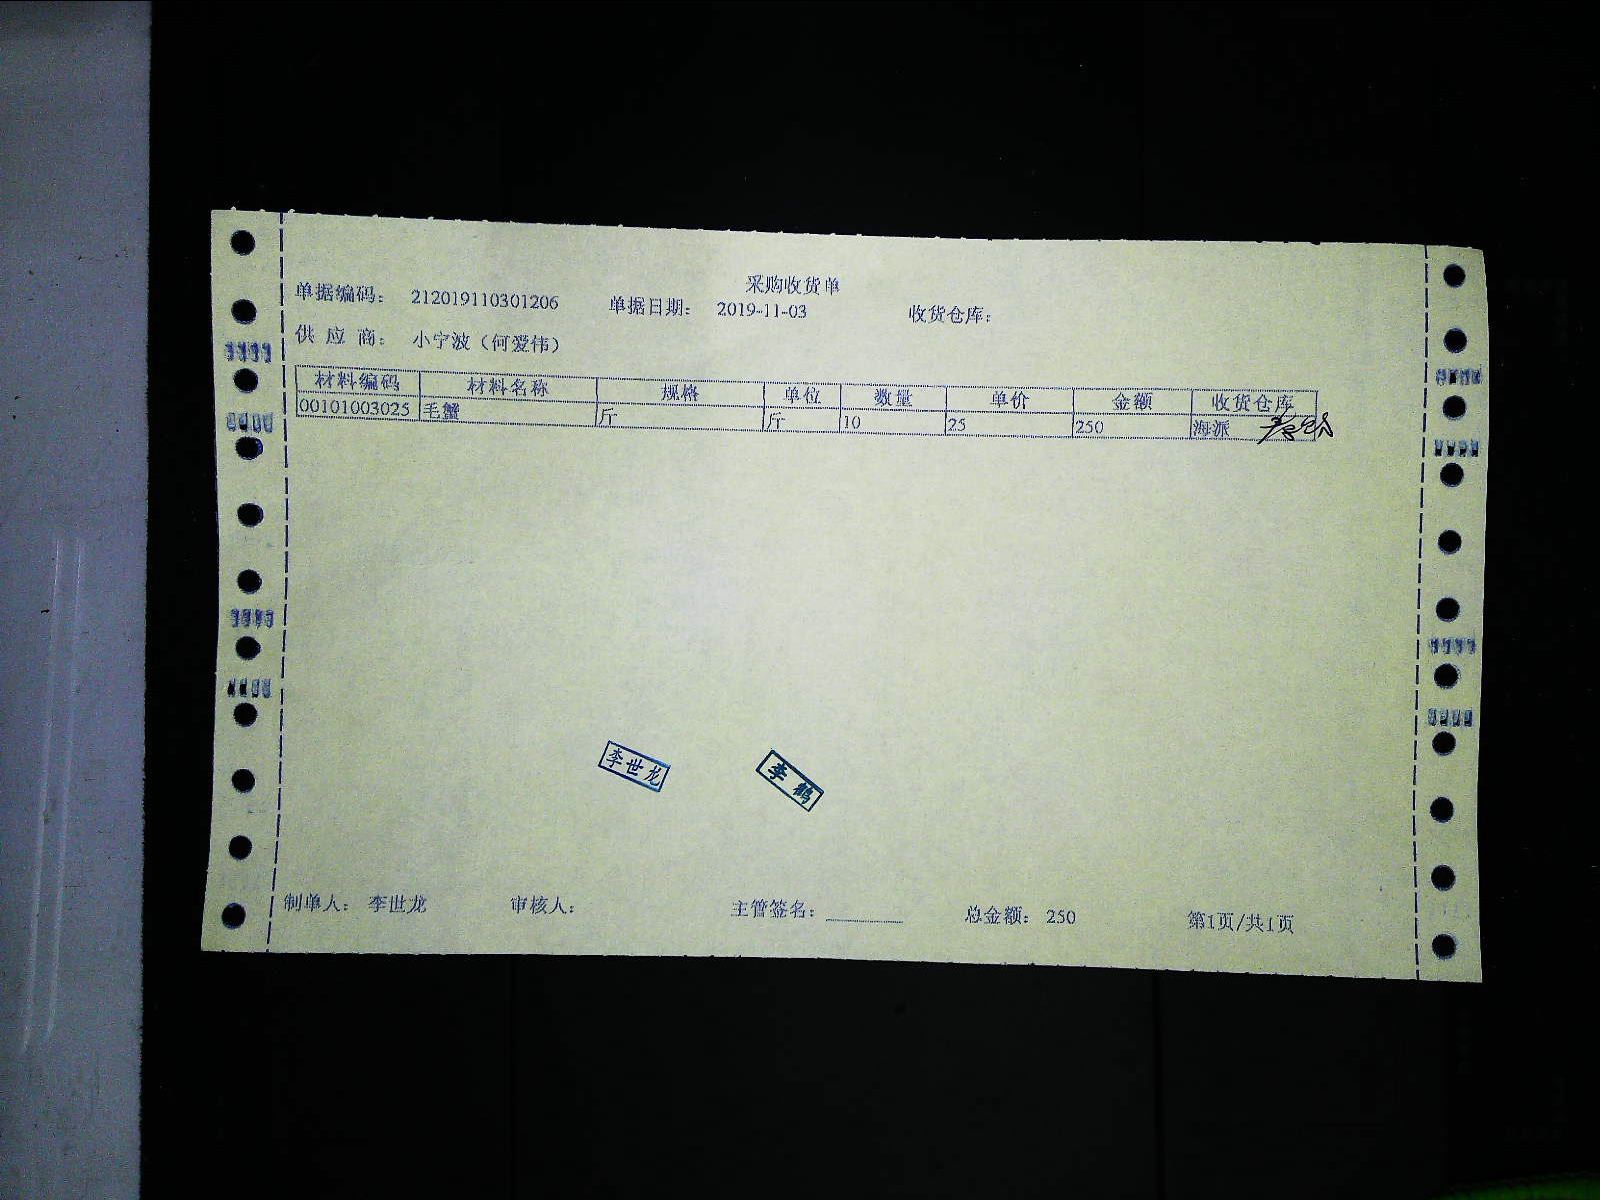 采购收货单
单据编码： 212019110301206 单据日期： 2019-11-03 收货仓库：
供 应 商： 小宁波（何爱伟）
材料编码 材料名称 规格 单位 数量 单价 金额 收货仓库
00101003025 毛蟹 斤 斤 10 25 250 海派
李世龙 李鹤
制单人： 李世龙 审核人： 主管签名： 总金额： 250 第1页/共1页